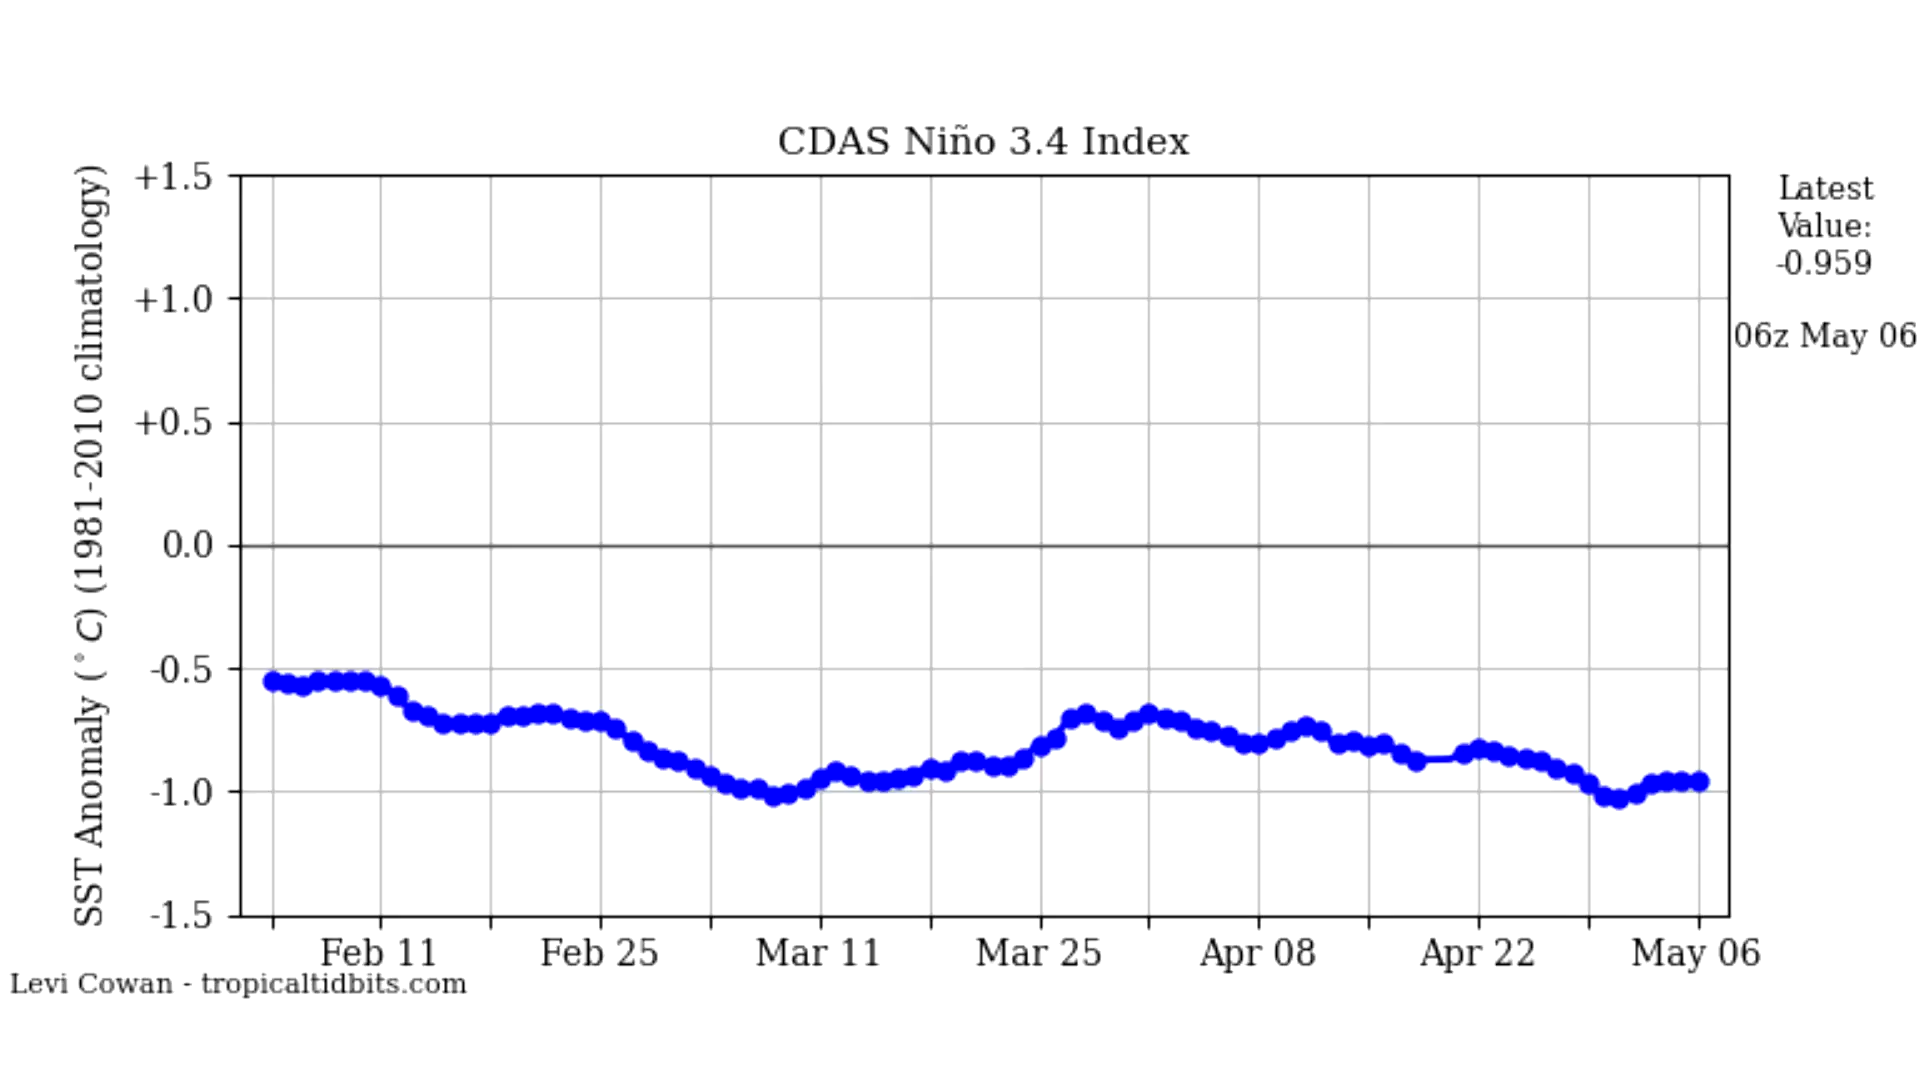 CDAS Niño 3.4 Index
SST Anomaly (°C) (1981-2010 climatology)
+1.5
+1.0
+0.5
0.0
-0.5
-1.0
-1.5
Feb 11
Feb 25
Mar 11
Mar 25
Apr 08
Apr 22
May 06
Latest
Value:
-0.959
06z May 06
Levi Cowan - tropicaltidbits.com